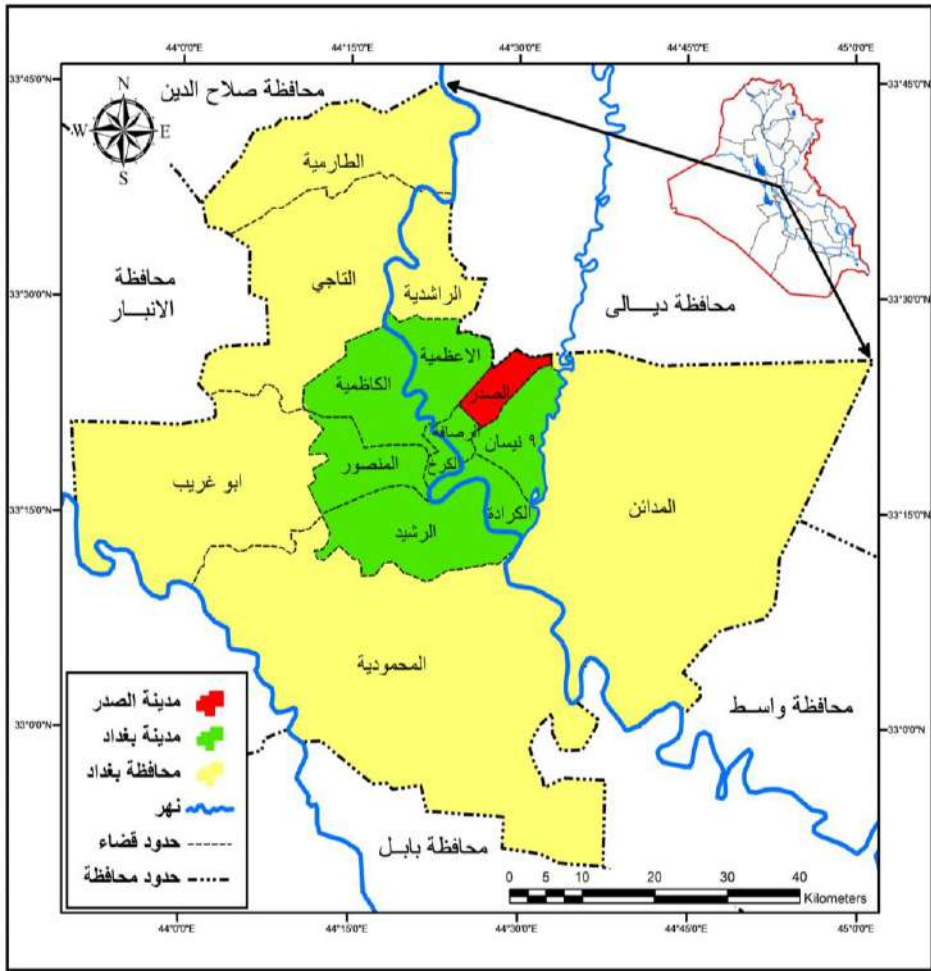 44°0'0"E 44°15'0"E 44°30'0"E 44°45'0"E 45°0'0"E
33°45'0"N 33°45'0"N
محافظة صلاح الدين
N
W E
S
الطارمية
التاجي
محافظة
الانبـــار
33°30'0"N 33°30'0"N
الراشدية
محافظة ديـــالى
الاعظمية
الكاظمية
الصدر
الرصافة
٩ نيسان
الكرخ
المنصور
ابو غريب
المدائن
33°15'0"N 33°15'0"N
الكرادة
الرشيد
المحمودية
محافظة واسـط
33°0'0"N 33°0'0"N
مدينة الصدر
مدينة بغداد
محافظة بغداد
نهر
حدود قضاء
حدود محافظة
محافظة بابـل
0 5 10 20 30 40
Kilometers
44°0'0"E 44°15'0"E 44°30'0"E 44°45'0"E 45°0'0"E